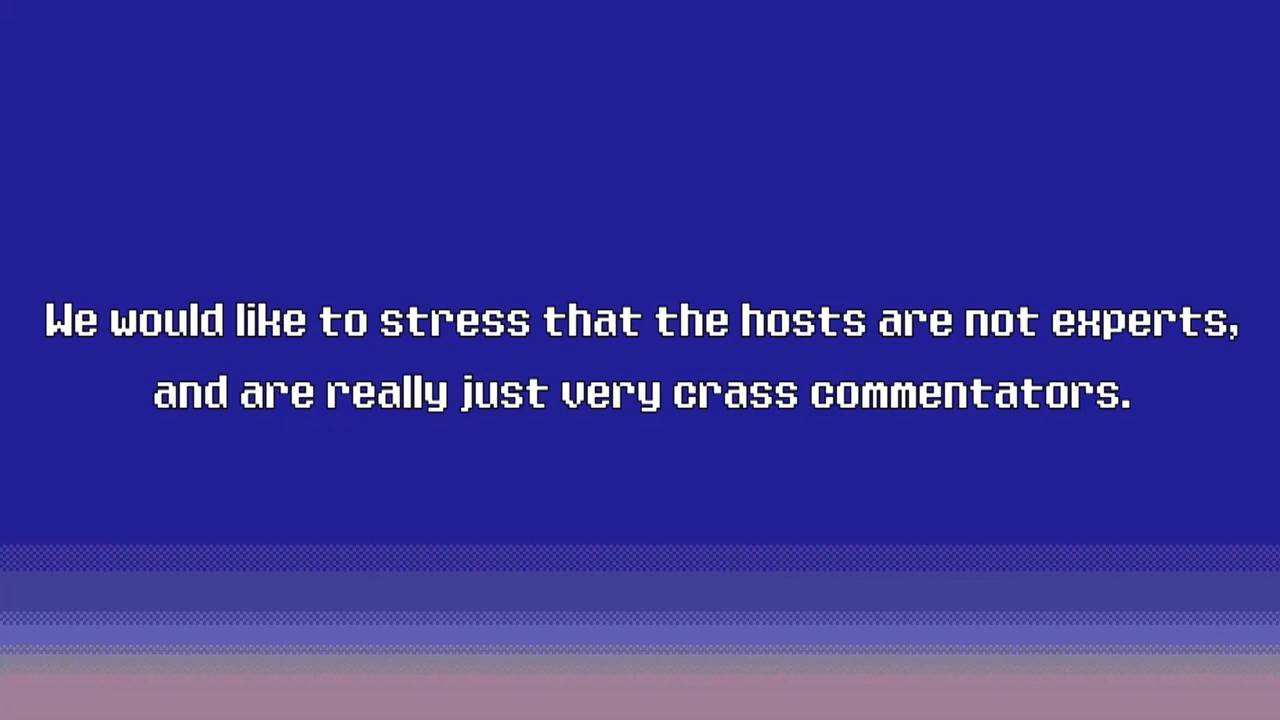 We would like to stress that the hosts are not experts,
and are really just very crass commentators.